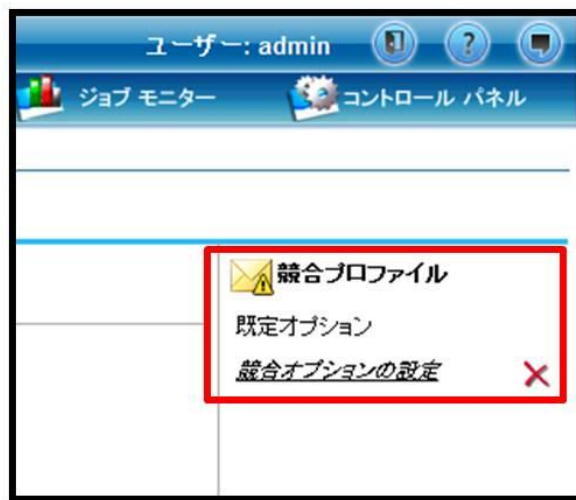 ユーザー: admin
ジョブ モニター
コントロール パネル
競合プロファイル
既定オプション
競合オプションの設定